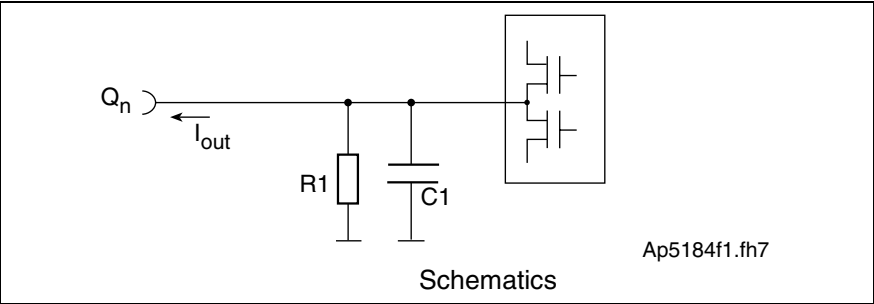 Qn
Iout
R1
C1
Ap5184f1.fh7
Schematics